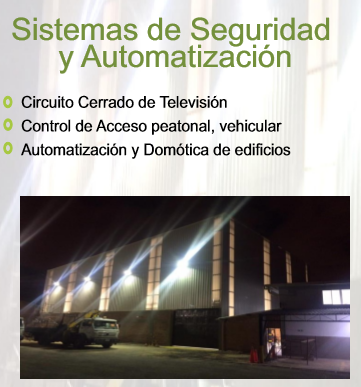 Sistemas de Seguridad
y Automatización
Circuito Cerrado de Televisión
Control de Acceso peatonal, vehicular
Automatización y Domótica de edificios